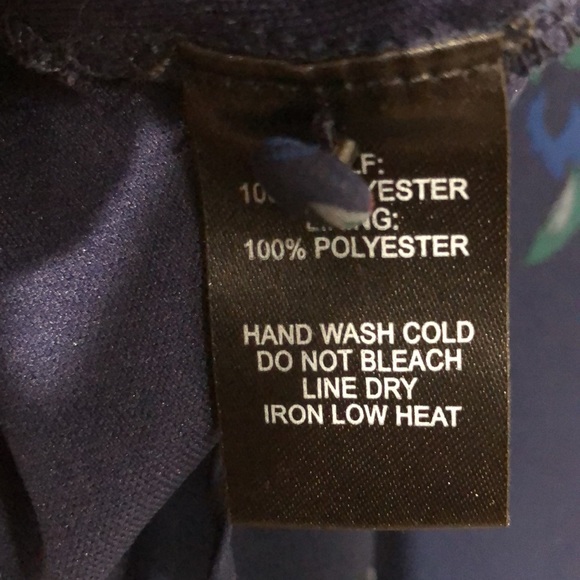 100% POLYESTER
HAND WASH COLD
DO NOT BLEACH
LINE DRY
IRON LOW HEAT